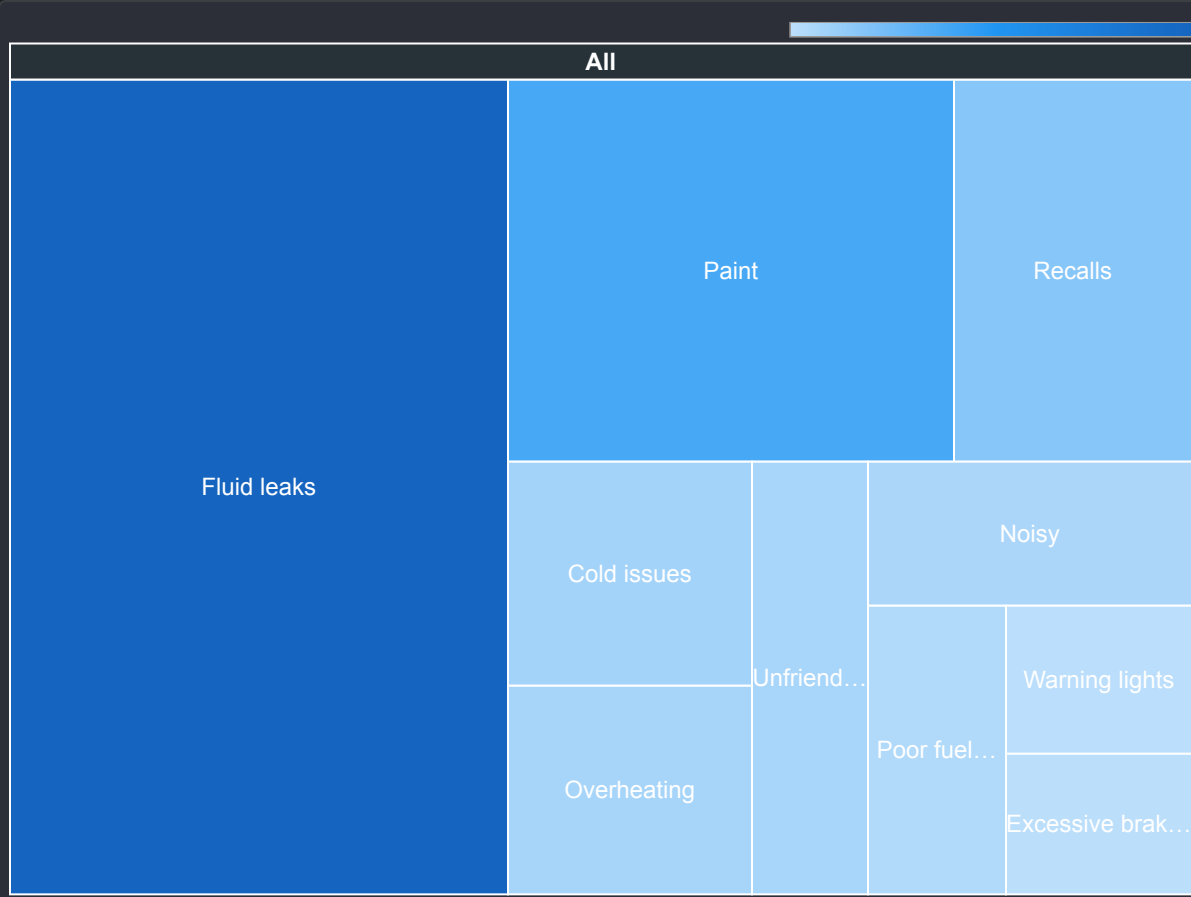 All
Fluid leaks
Paint
Recalls
Cold issues
Overheating
Unfriend…
Noisy
Poor fuel…
Warning lights
Excessive brak…